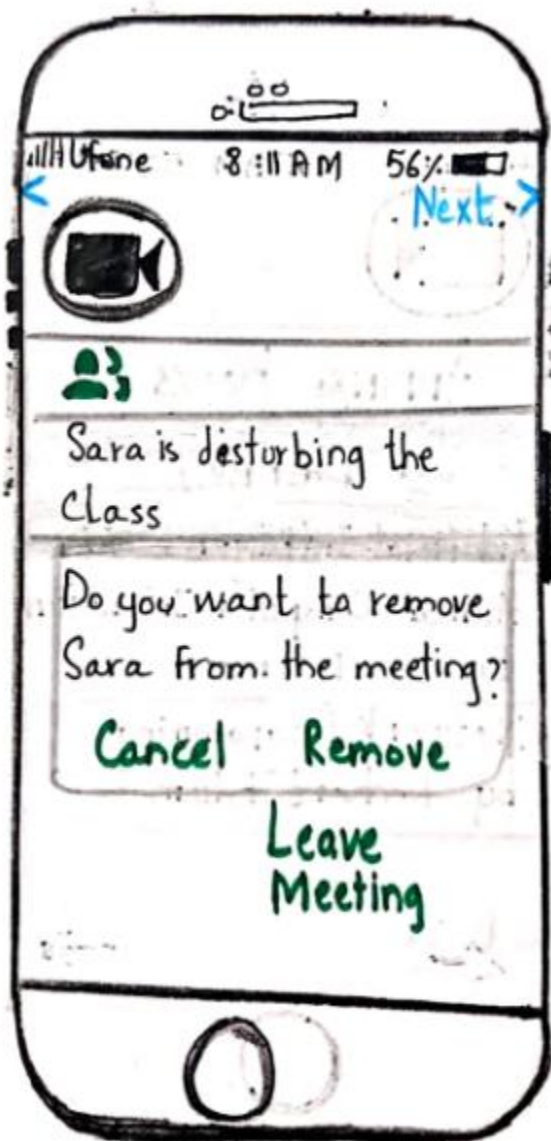 Ufone 8:11 AM 56%
< Next >
Sara is desturbing the
Class
Do you want to remove
Sara from the meeting?
Cancel Remove
Leave
Meeting